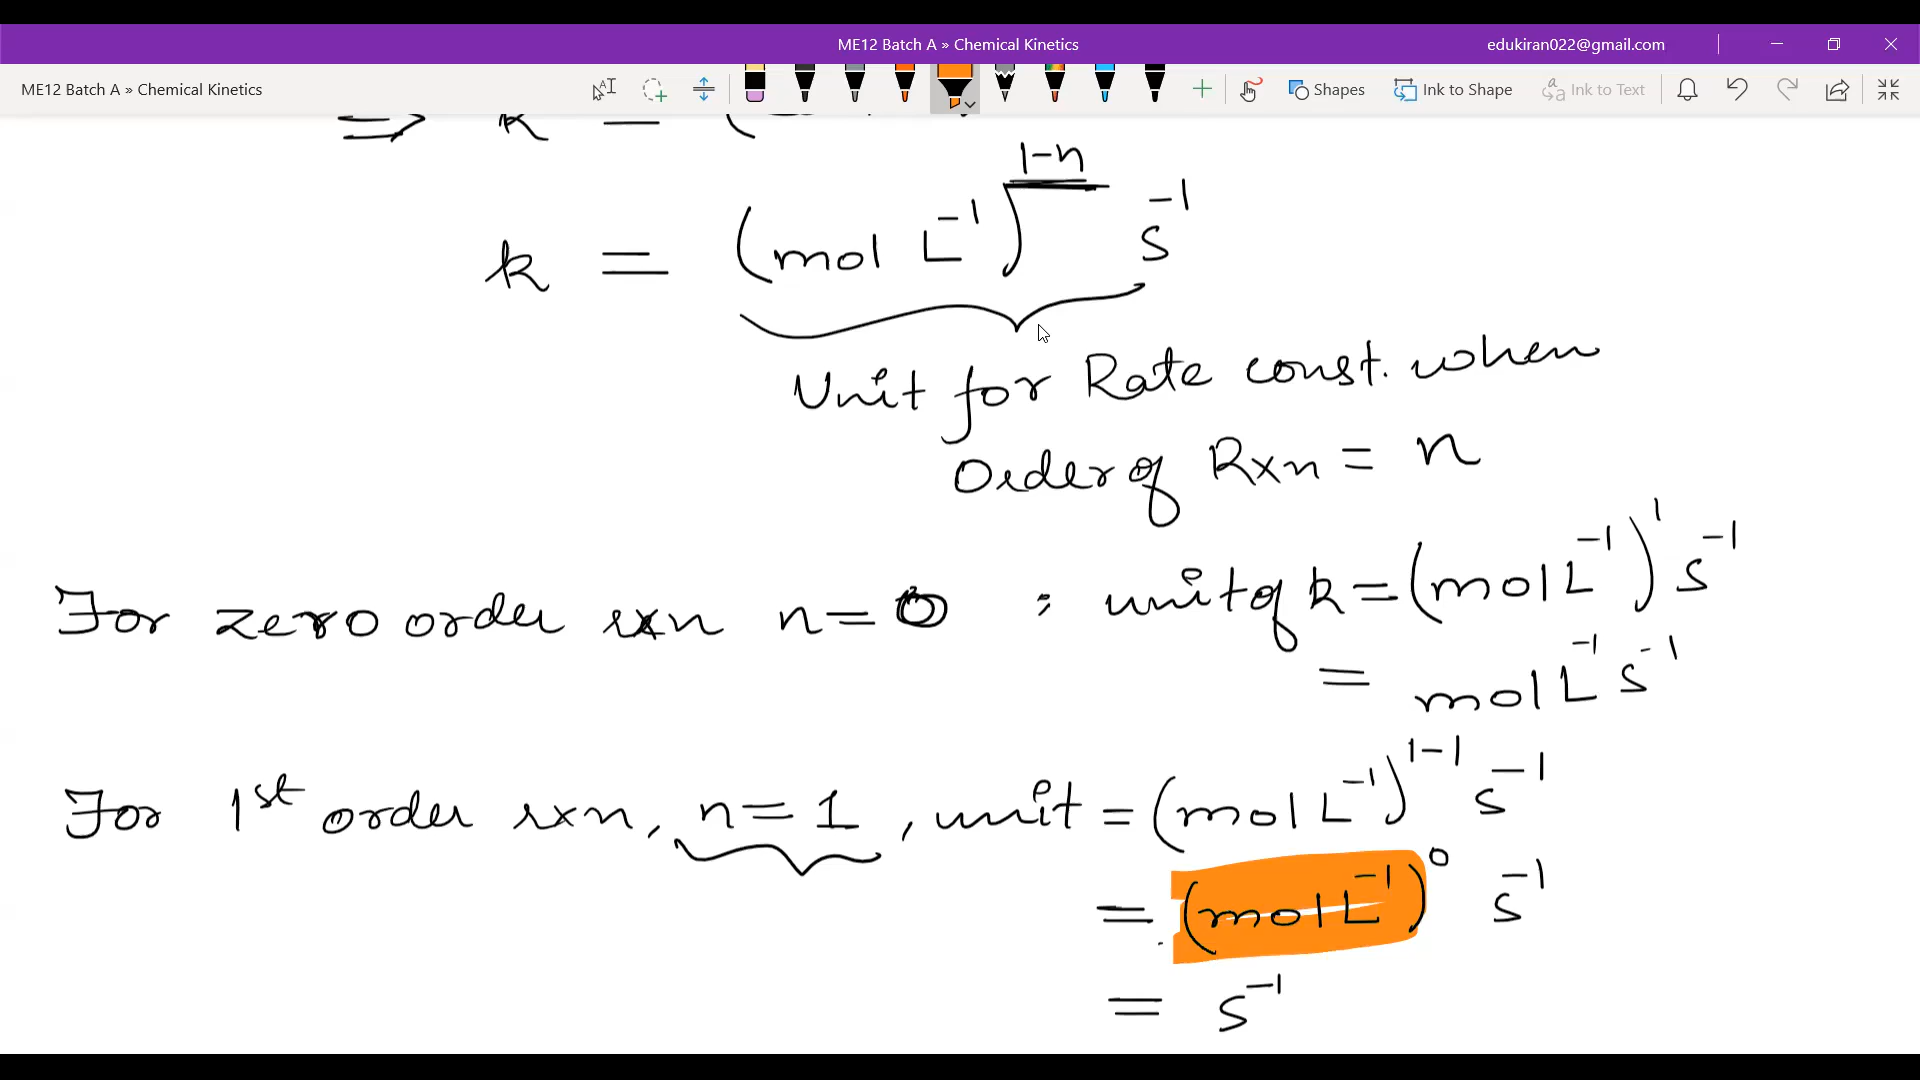 ME12 Batch A » Chemical Kinetics
edukiran022@gmail.com
ME12 Batch A » Chemical Kinetics
Shapes
Ink to Shape
Ink to Text
⇒ k = (
k = (mol L⁻¹)¹⁻ⁿ s⁻¹
Unit for Rate const. when
Order of Rxn = n
For zero order rxn n = 0 : unit of k = (mol L⁻¹)¹ s⁻¹
= mol L⁻¹ s⁻¹
For 1st order rxn, n = 1, unit = (mol L⁻¹)¹⁻¹ s⁻¹
= (mol L⁻¹)⁰ s⁻¹
= s⁻¹